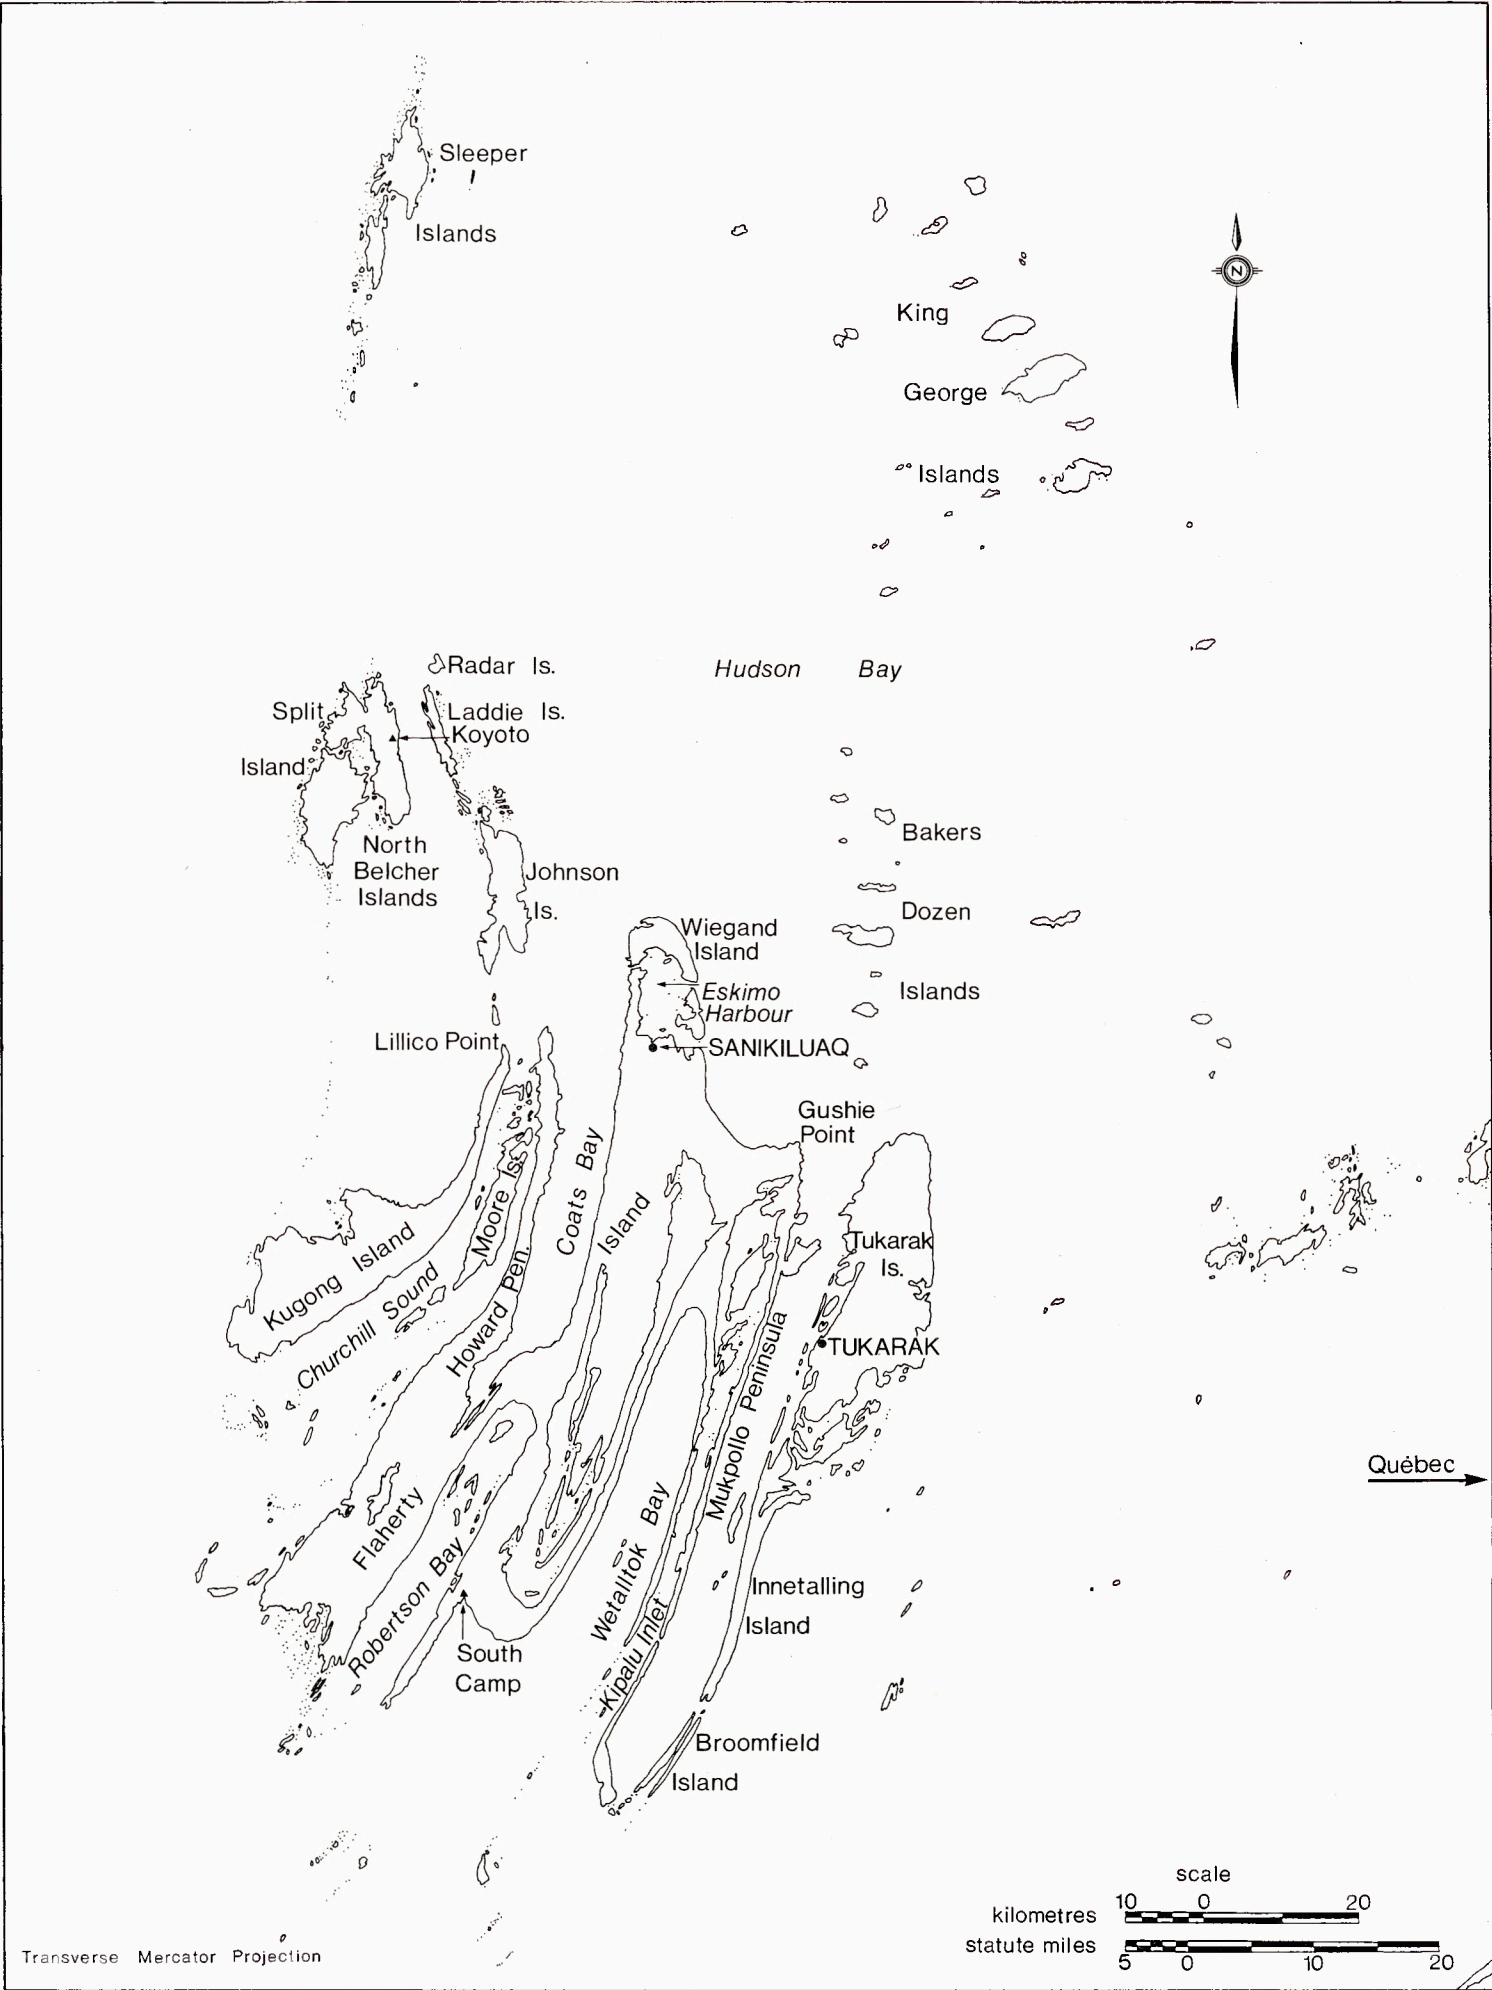 Sleeper
Islands
N
King
George
Islands
Radar Is.
Hudson Bay
Split
Island
Laddie Is.
Koyoto
North
Belcher
Islands
Johnson
Is.
Bakers
Dozen
Islands
Wiegand
Island
Eskimo
Harbour
SANIKILUAQ
Lillico Point
Gushie
Point
Coats Bay
Island
Moore Is.
Kugong Island
Churchill Sound
Howard Pen.
Tukarak
Is.
TUKARAK
Mukpollo Peninsula
Québec
Flaherty
Robertson Bay
Wetalltok Bay
Kipalu Inlet
Innetalling
Island
South
Camp
Broomfield
Island
scale
10 0 20
kilometres
statute miles
5 0 10 20
Transverse Mercator Projection